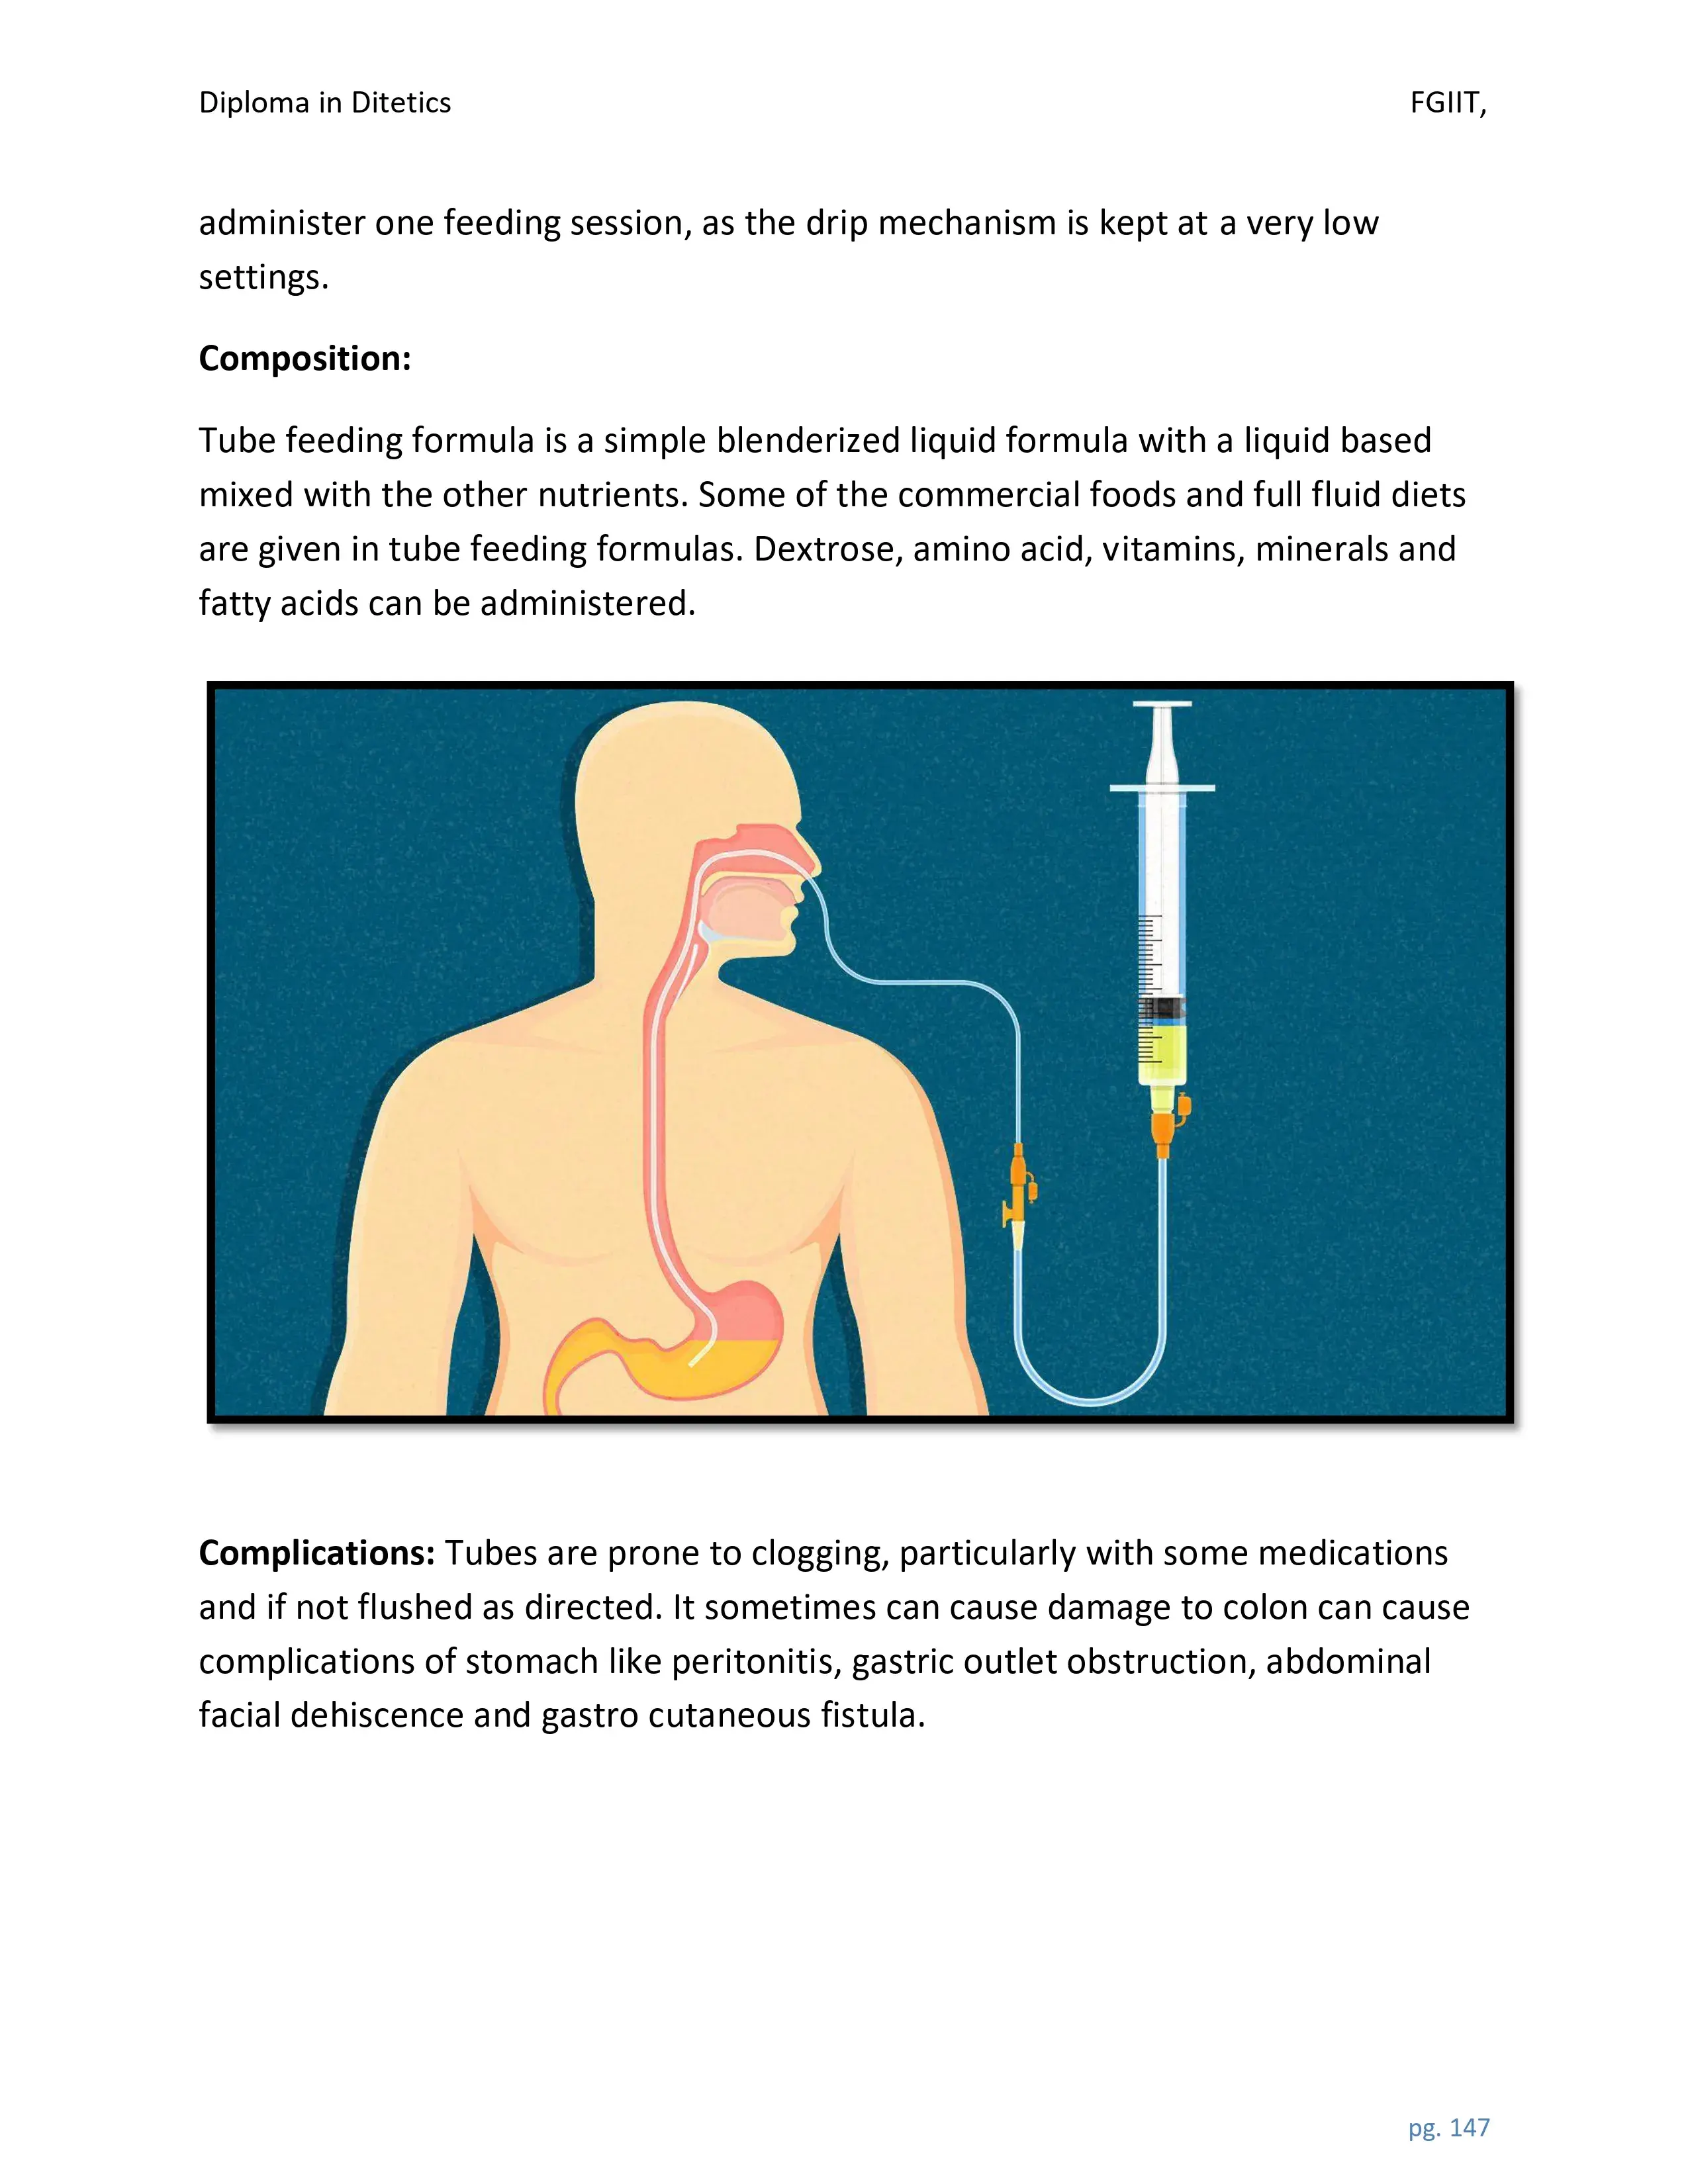 Diploma in Ditetics FGIIT,
administer one feeding session, as the drip mechanism is kept at a very low
settings.
Composition:
Tube feeding formula is a simple blenderized liquid formula with a liquid based
mixed with the other nutrients. Some of the commercial foods and full fluid diets
are given in tube feeding formulas. Dextrose, amino acid, vitamins, minerals and
fatty acids can be administered.
Complications: Tubes are prone to clogging, particularly with some medications
and if not flushed as directed. It sometimes can cause damage to colon can cause
complications of stomach like peritonitis, gastric outlet obstruction, abdominal
facial dehiscence and gastro cutaneous fistula.
pg. 147